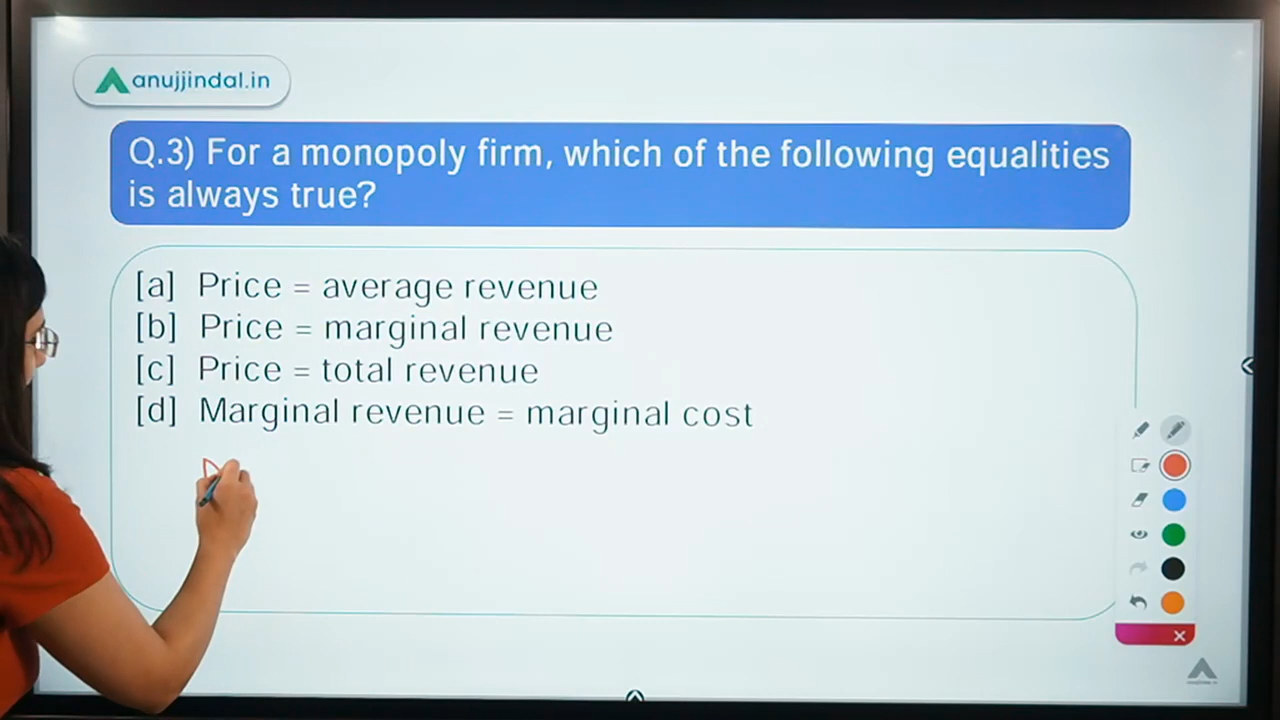 anujjindal.in
Q.3) For a monopoly firm, which of the following equalities
is always true?
[a] Price = average revenue
[b] Price = marginal revenue
[c] Price = total revenue
[d] Marginal revenue = marginal cost